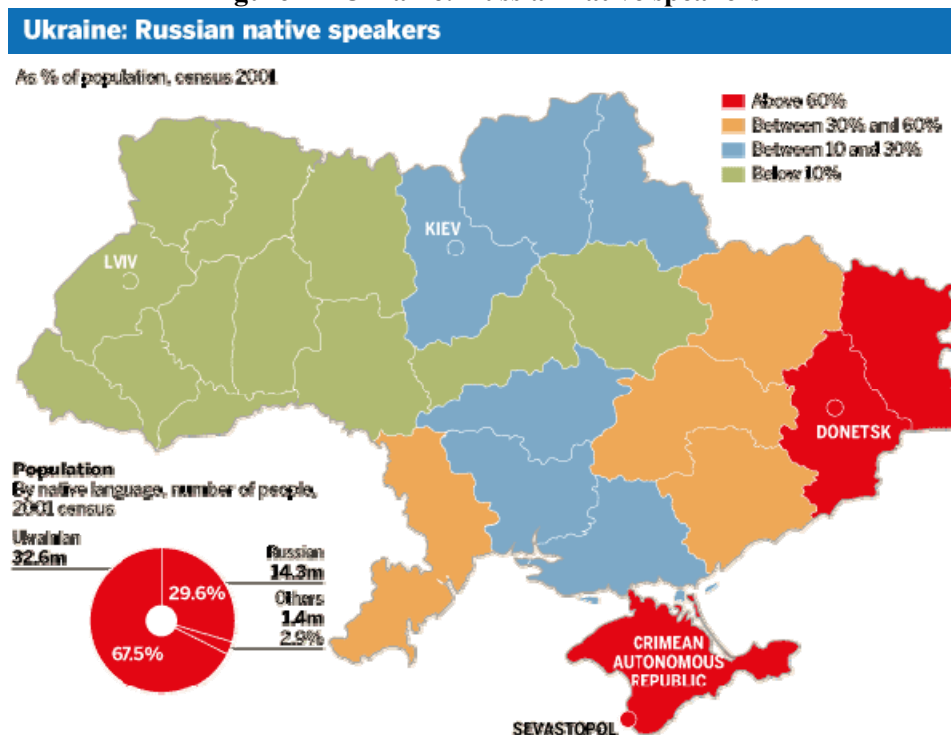 Ukraine: Russian native speakers
As % of population, census 2001
Above 60%
Between 30% and 60%
Between 10 and 30%
Below 10%
KIEV
LVIV
DONETSK
Population
By native language, number of people,
2001 census
Ukrainian
32.6m
Russian
14.3m
Others
1.4m
2.9%
29.6%
67.5%
CRIMEAN
AUTONOMOUS
REPUBLIC
SEVASTOPOL